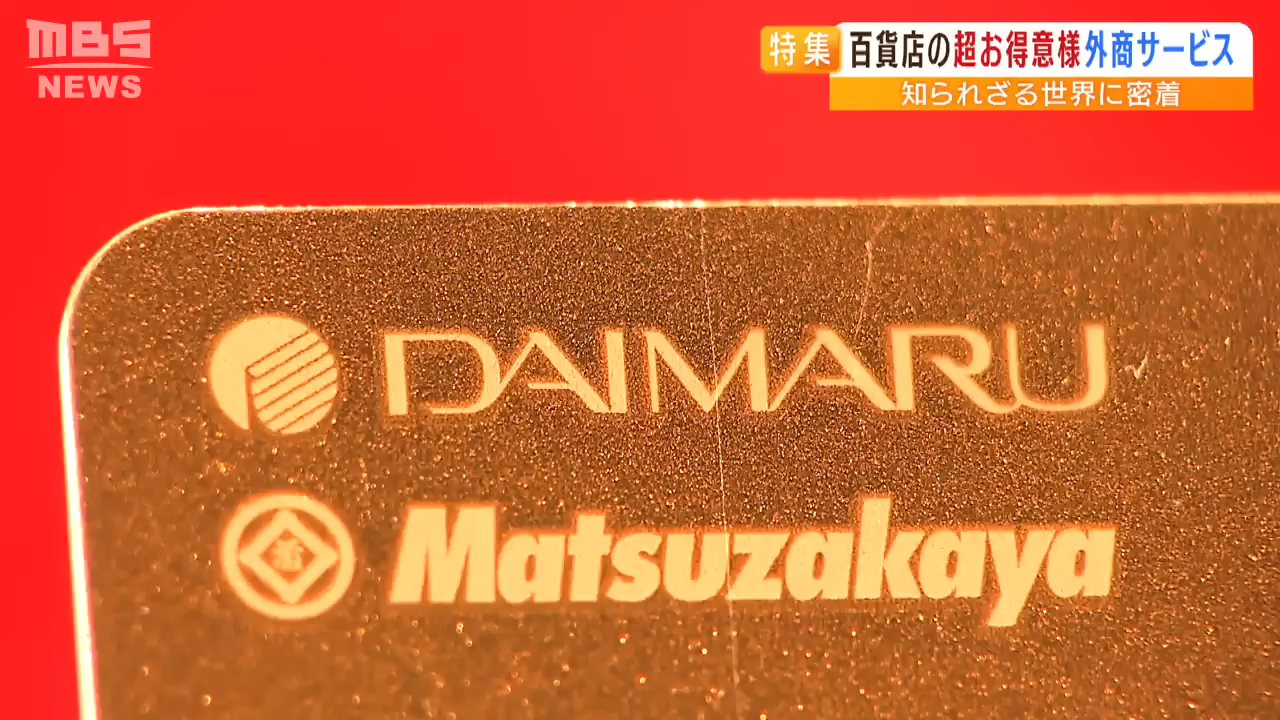 MBS
NEWS
特集
百貨店の超お得意様外商サービス
知られざる世界に密着
DAIMARU
Matsuzakaya